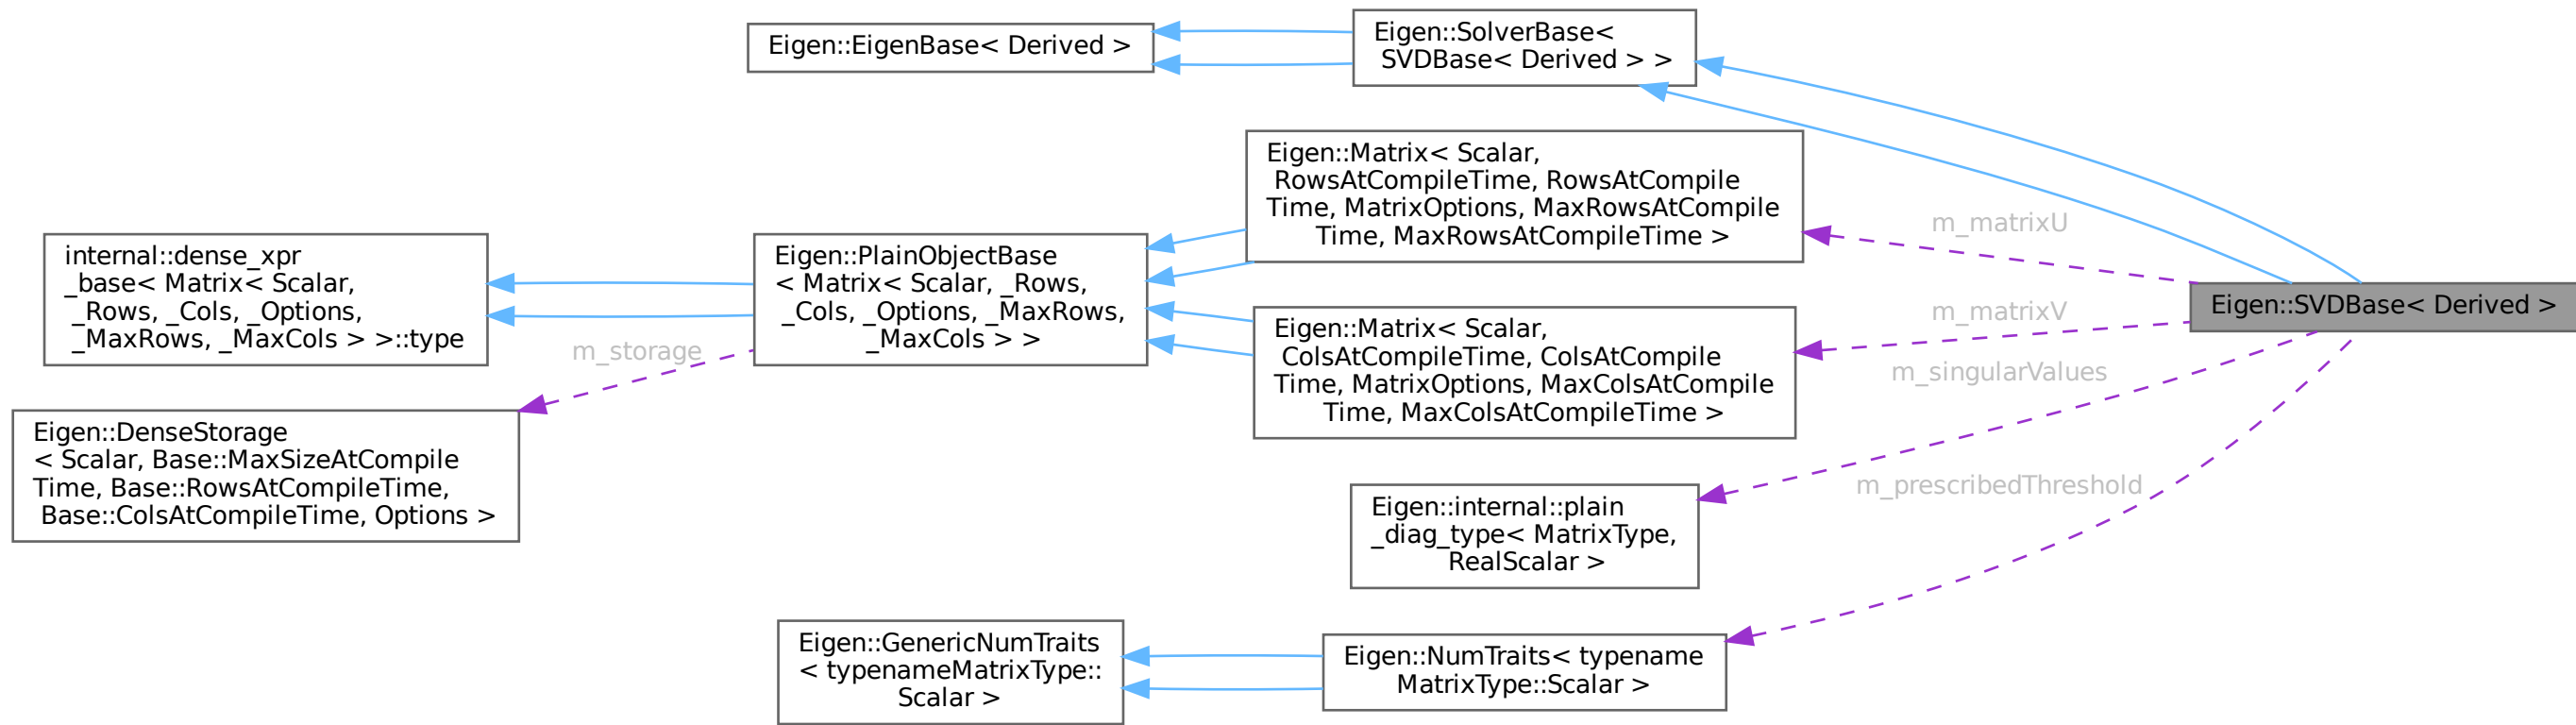 Eigen::EigenBase< Derived >
Eigen::SolverBase<
SVDBase< Derived > >
Eigen::Matrix< Scalar,
RowsAtCompileTime, RowsAtCompile
Time, MatrixOptions, MaxRowsAtCompile
Time, MaxRowsAtCompileTime >
m_matrixU
internal::dense_xpr
_base< Matrix< Scalar,
_Rows, _Cols, _Options,
_MaxRows, _MaxCols > >::type
Eigen::PlainObjectBase
< Matrix< Scalar, _Rows,
_Cols, _Options, _MaxRows,
_MaxCols > >
Eigen::SVDBase< Derived >
m_matrixV
Eigen::Matrix< Scalar,
ColsAtCompileTime, ColsAtCompile
Time, MatrixOptions, MaxColsAtCompile
Time, MaxColsAtCompileTime >
m_storage
m_singularValues
Eigen::DenseStorage
< Scalar, Base::MaxSizeAtCompile
Time, Base::RowsAtCompileTime,
Base::ColsAtCompileTime, Options >
m_prescribedThreshold
Eigen::internal::plain
_diag_type< MatrixType,
RealScalar >
Eigen::GenericNumTraits
< typenameMatrixType::
Scalar >
Eigen::NumTraits< typename
MatrixType::Scalar >